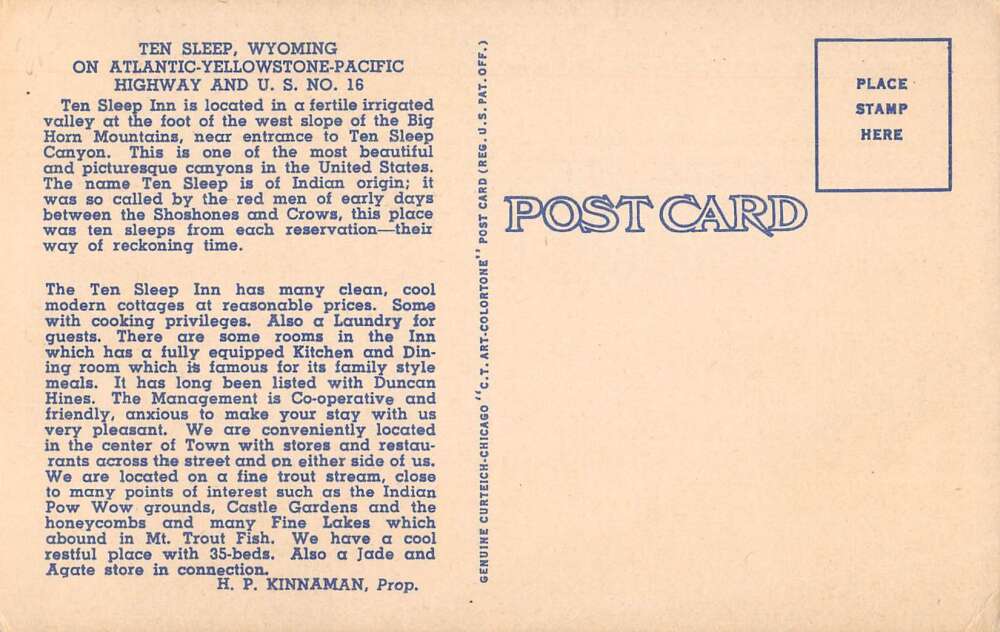 TEN SLEEP, WYOMING
ON ATLANTIC-YELLOWSTONE-PACIFIC
HIGHWAY AND U. S. NO. 16
Ten Sleep Inn is located in a fertile irrigated
valley at the foot of the west slope of the Big
Horn Mountains, near entrance to Ten Sleep
Canyon. This is one of the most beautiful
and picturesque canyons in the United States.
The name Ten Sleep is of Indian origin; it
was so called by the red men of early days
between the Shoshones and Crows, this place
was ten sleeps from each reservation—their
way of reckoning time.
The Ten Sleep Inn has many clean, cool
modern cottages at reasonable prices. Some
with cooking privileges. Also a Laundry for
guests. There are some rooms in the Inn
which has a fully equipped Kitchen and Din-
ing room which is famous for its family style
meals. It has long been listed with Duncan
Hines. The Management is Co-operative and
friendly, anxious to make your stay with us
very pleasant. We are conveniently located
in the center of Town with stores and restau-
rants across the street and on either side of us.
We are located on a fine trout stream, close
to many points of interest such as the Indian
Pow Wow grounds, Castle Gardens and the
honeycombs and many Fine Lakes which
abound in Mt. Trout Fish. We have a cool
restful place with 35-beds. Also a Jade and
Agate store in connection.
H. P. KINNAMAN, Prop.
GENUINE CURTEICH-CHICAGO "C. T. ART-COLORTONE" POST CARD (REG. U. S. PAT. OFF.)
POST CARD
PLACE
STAMP
HERE